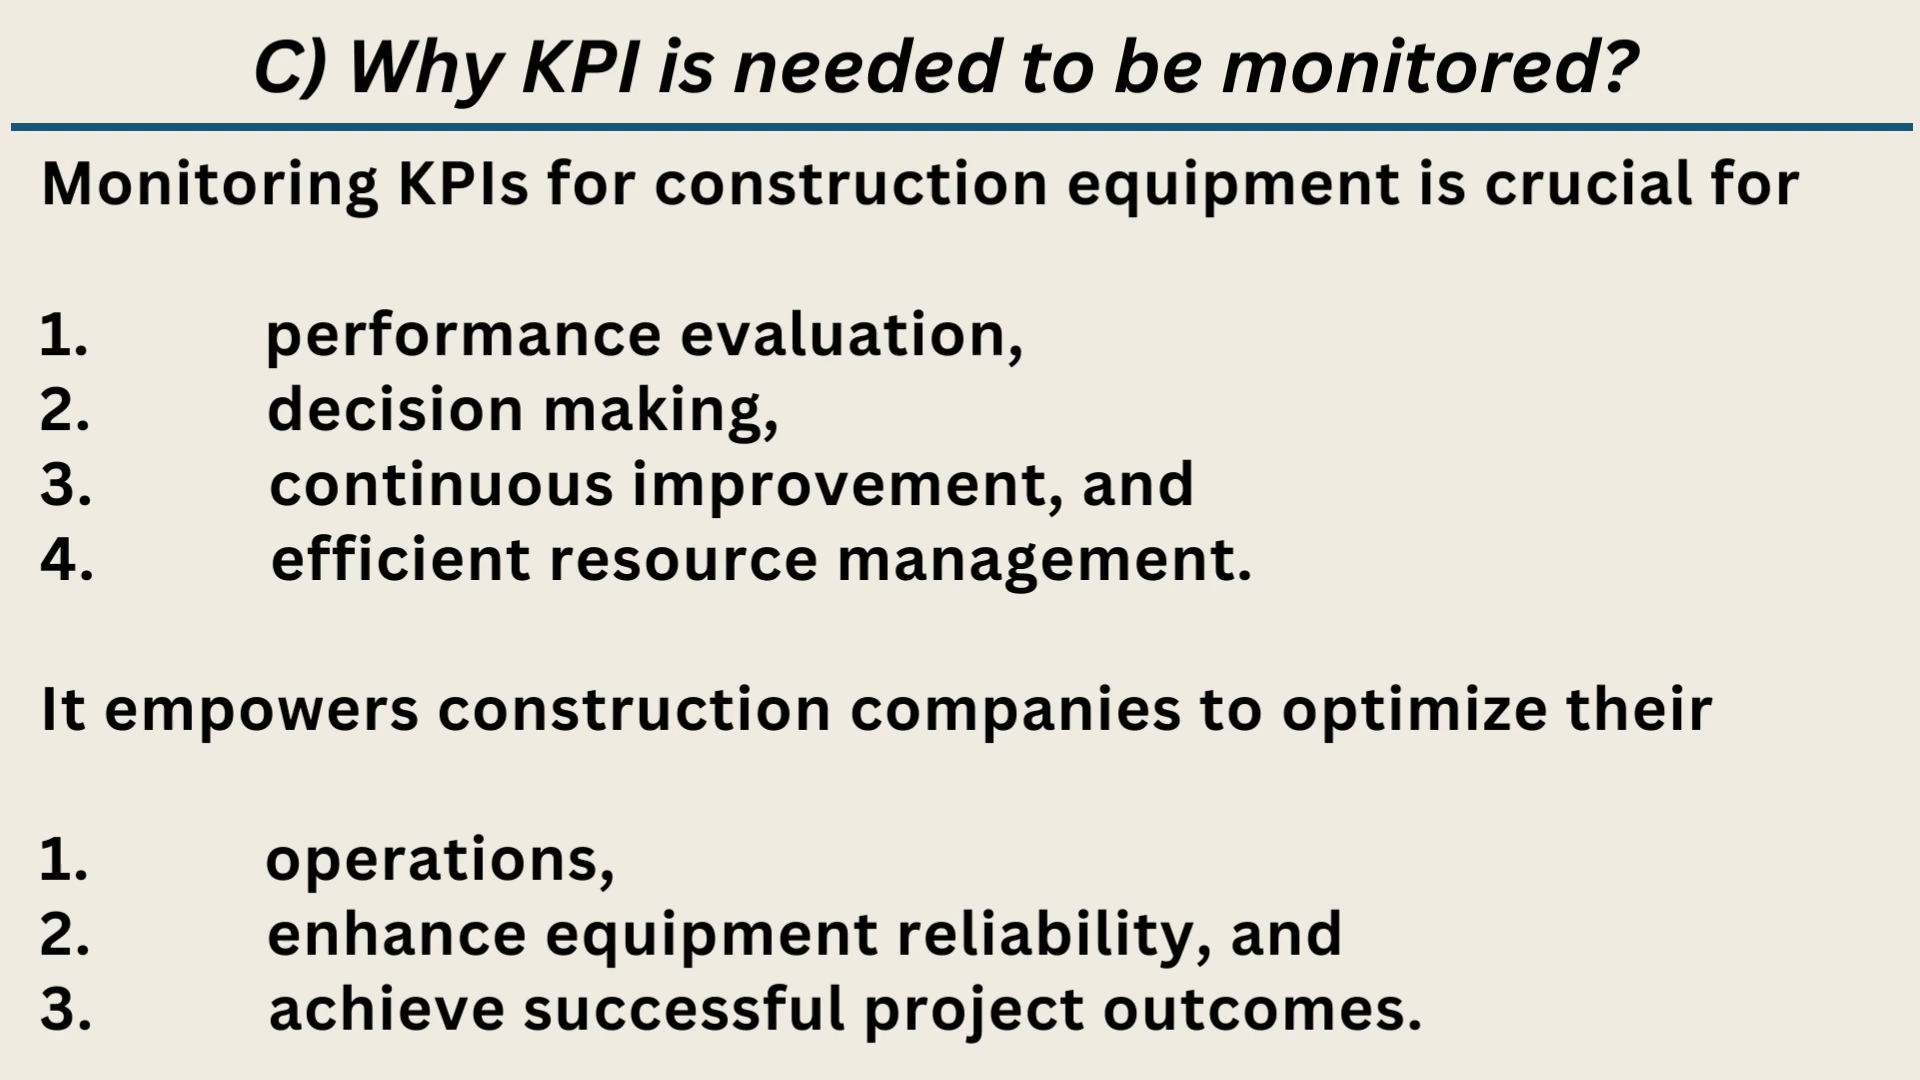 C) Why KPI is needed to be monitored?
Monitoring KPIs for construction equipment is crucial for
1. performance evaluation,
2. decision making,
3. continuous improvement, and
4. efficient resource management.
It empowers construction companies to optimize their
1. operations,
2. enhance equipment reliability, and
3. achieve successful project outcomes.